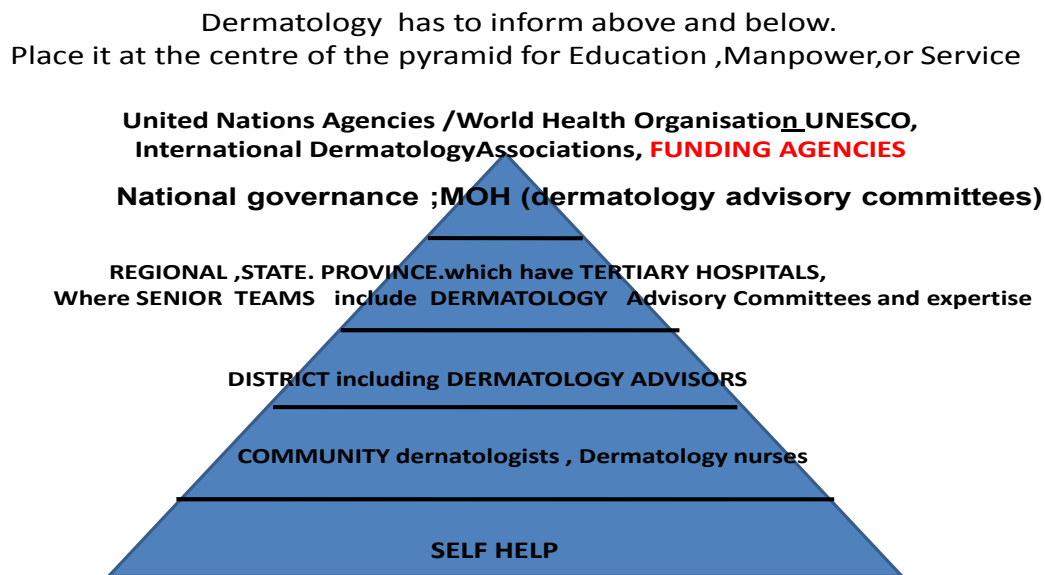 Dermatology has to inform above and below.
Place it at the centre of the pyramid for Education ,Manpower,or Service
United Nations Agencies /World Health Organisation UNESCO,
International DermatologyAssociations, FUNDING AGENCIES
National governance ;MOH (dermatology advisory committees)
REGIONAL ,STATE. PROVINCE.which have TERTIARY HOSPITALS,
Where SENIOR TEAMS include DERMATOLOGY Advisory Committees and expertise
DISTRICT including DERMATOLOGY ADVISORS
COMMUNITY dernatologists , Dermatology nurses
SELF HELP